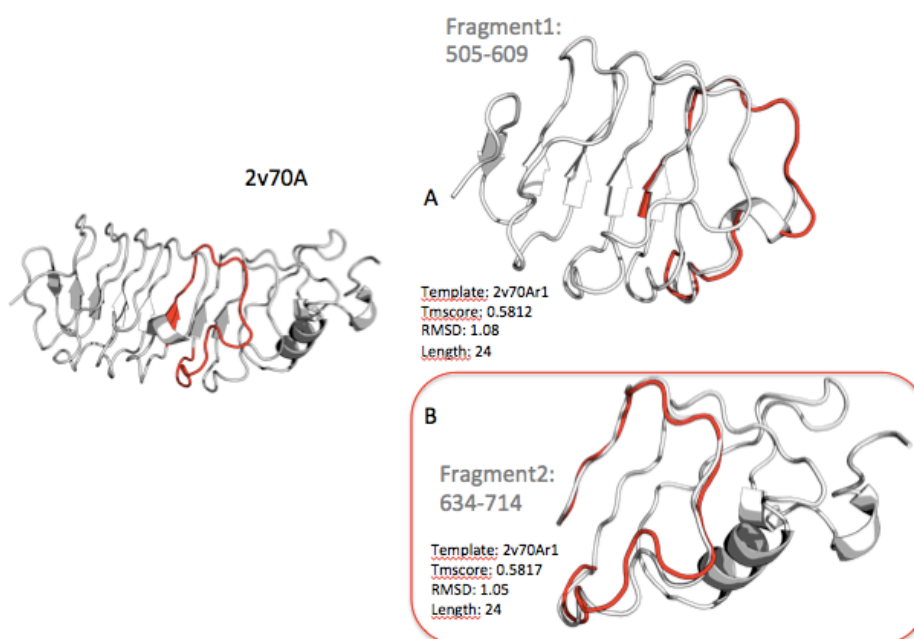 Fragment1:
505-609
2v70A
A
Template: 2v70Ar1
Tmscore: 0.5812
RMSD: 1.08
Length: 24
B
Fragment2:
634-714
Template: 2v70Ar1
Tmscore: 0.5817
RMSD: 1.05
Length: 24